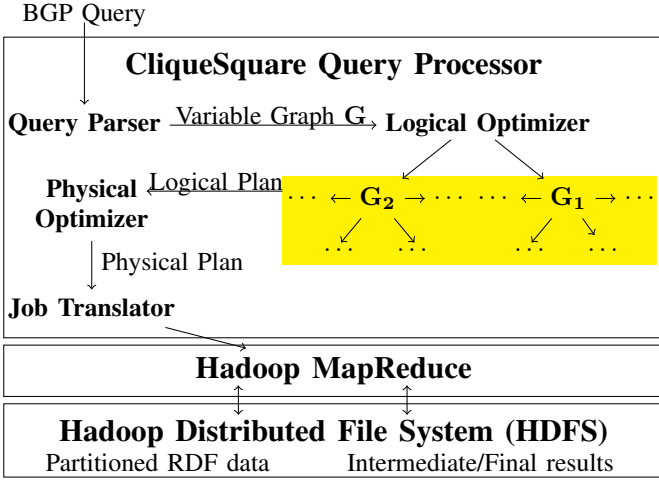 BGP Query
CliqueSquare Query Processor
Query Parser Variable Graph G Logical Optimizer
Physical Optimizer
Logical Plan
··· G₂ ··· ··· G₁ ···
··· ··· ··· ···
Physical Plan
Job Translator
Hadoop MapReduce
Hadoop Distributed File System (HDFS)
Partitioned RDF data Intermediate/Final results